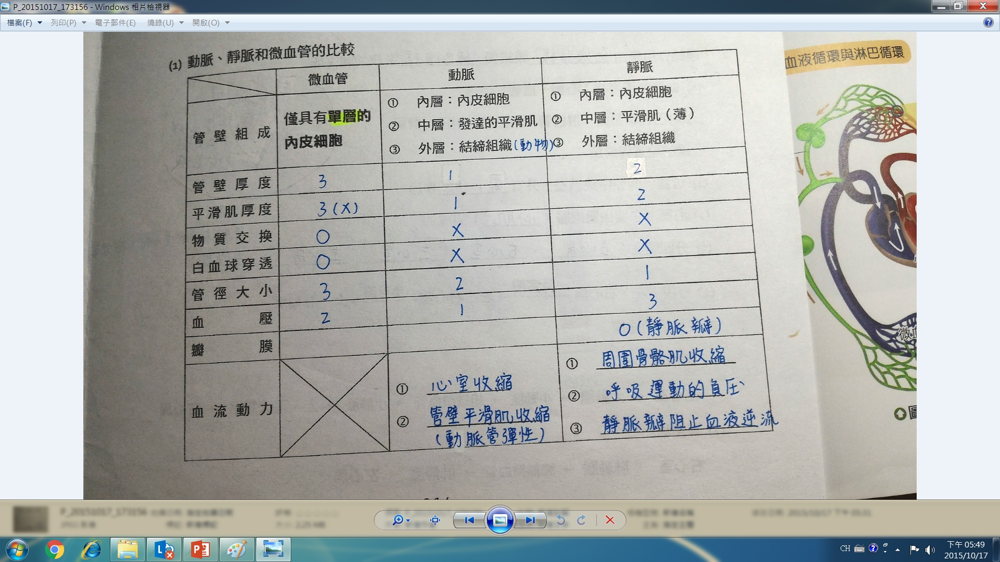 P_20151017_173156 - Windows 相片檢視器
檔案(F) 列印(P) 電子郵件(E) 燒錄(U) 開啟(O)
(1) 動脈、靜脈和微血管的比較
微血管 動脈 靜脈
管壁組成
僅具有單層的
內皮細胞
① 內層：內皮細胞
② 中層：發達的平滑肌
③ 外層：結締組織(動物)
① 內層：內皮細胞
② 中層：平滑肌（薄）
③ 外層：結締組織
管壁厚度 3 1 2
平滑肌厚度 3(X) 1 2
物質交換 O X X
白血球穿透 O X X
管徑大小 3 2 1
血壓 2 1 3
瓣膜 O(靜脈瓣)
血流動力
① 心室收縮
② 管壁平滑肌收縮
(動脈管彈性)
① 周圍骨骼肌收縮
② 呼吸運動的負压
③ 靜脈瓣阻止血液逆流
血液循環與淋巴循環
圖
P_20151017_173156
2.25 MB
CH
下午 05:49
2015/10/17